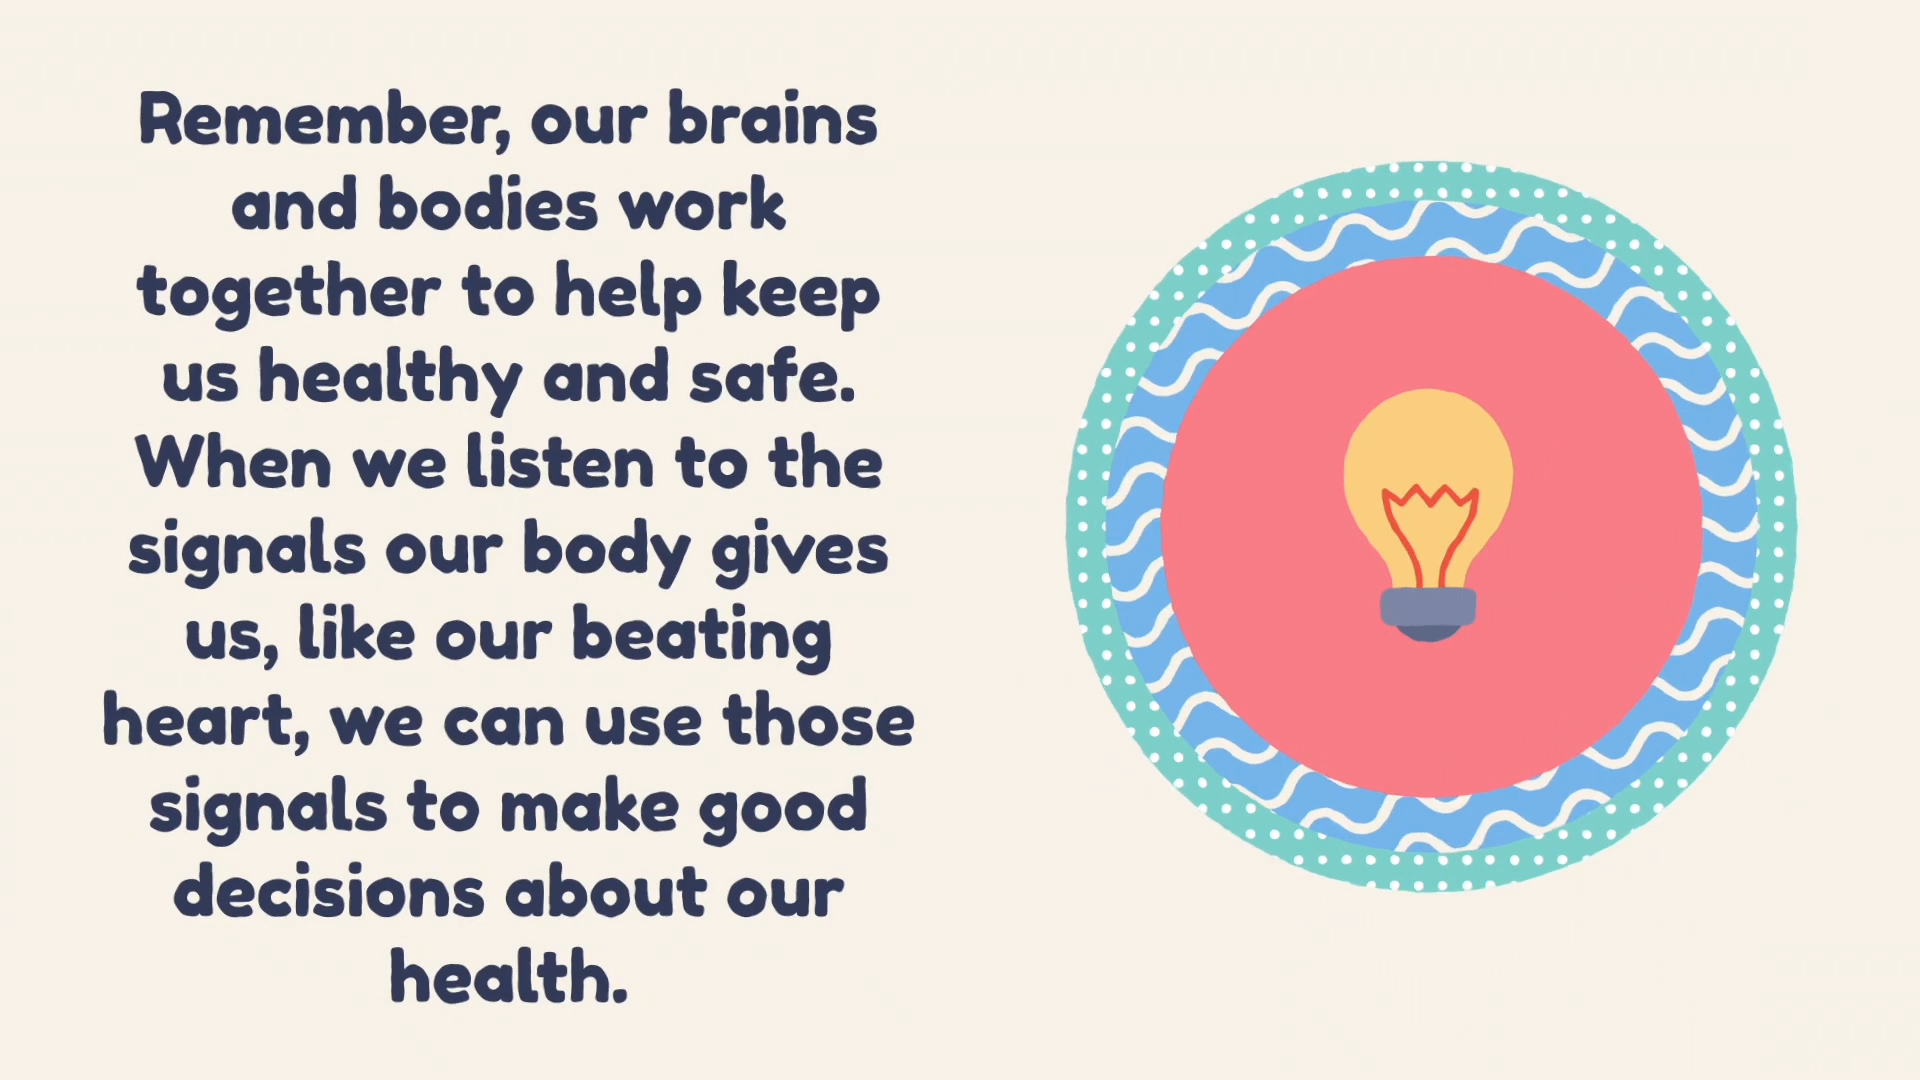 Remember, our brains
and bodies work
together to help keep
us healthy and safe.
When we listen to the
signals our body gives
us, like our beating
heart, we can use those
signals to make good
decisions about our
health.